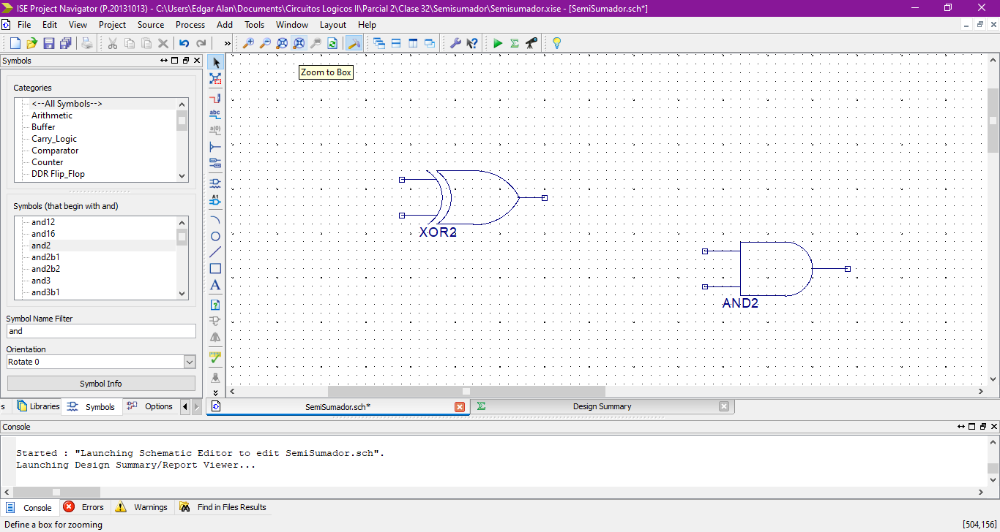 ISE Project Navigator (P.20131013) - C:\Users\Edgar Alan\Documents\Circuitos Logicos II\Parcial 2\Clase 32\Semisumador\Semisumador.xise - [SemiSumador.sch*]
File Edit View Project Source Process Add Tools Window Layout Help
»
Symbols
Zoom to Box
Categories
<--All Symbols-->
Arithmetic
Buffer
Carry_Logic
Comparator
Counter
DDR Flip_Flop
Symbols (that begin with and)
and12
and16
and2
and2b1
and2b2
and3
and3b1
Symbol Name Filter
and
Orientation
Rotate 0
Symbol Info
abc
a(0)
A1
A
XOR2
AND2
s Libraries Symbols Options
SemiSumador.sch* Design Summary
Console
Started : "Launching Schematic Editor to edit SemiSumador.sch".
Launching Design Summary/Report Viewer...
Console Errors Warnings Find in Files Results
Define a box for zooming [504,156]